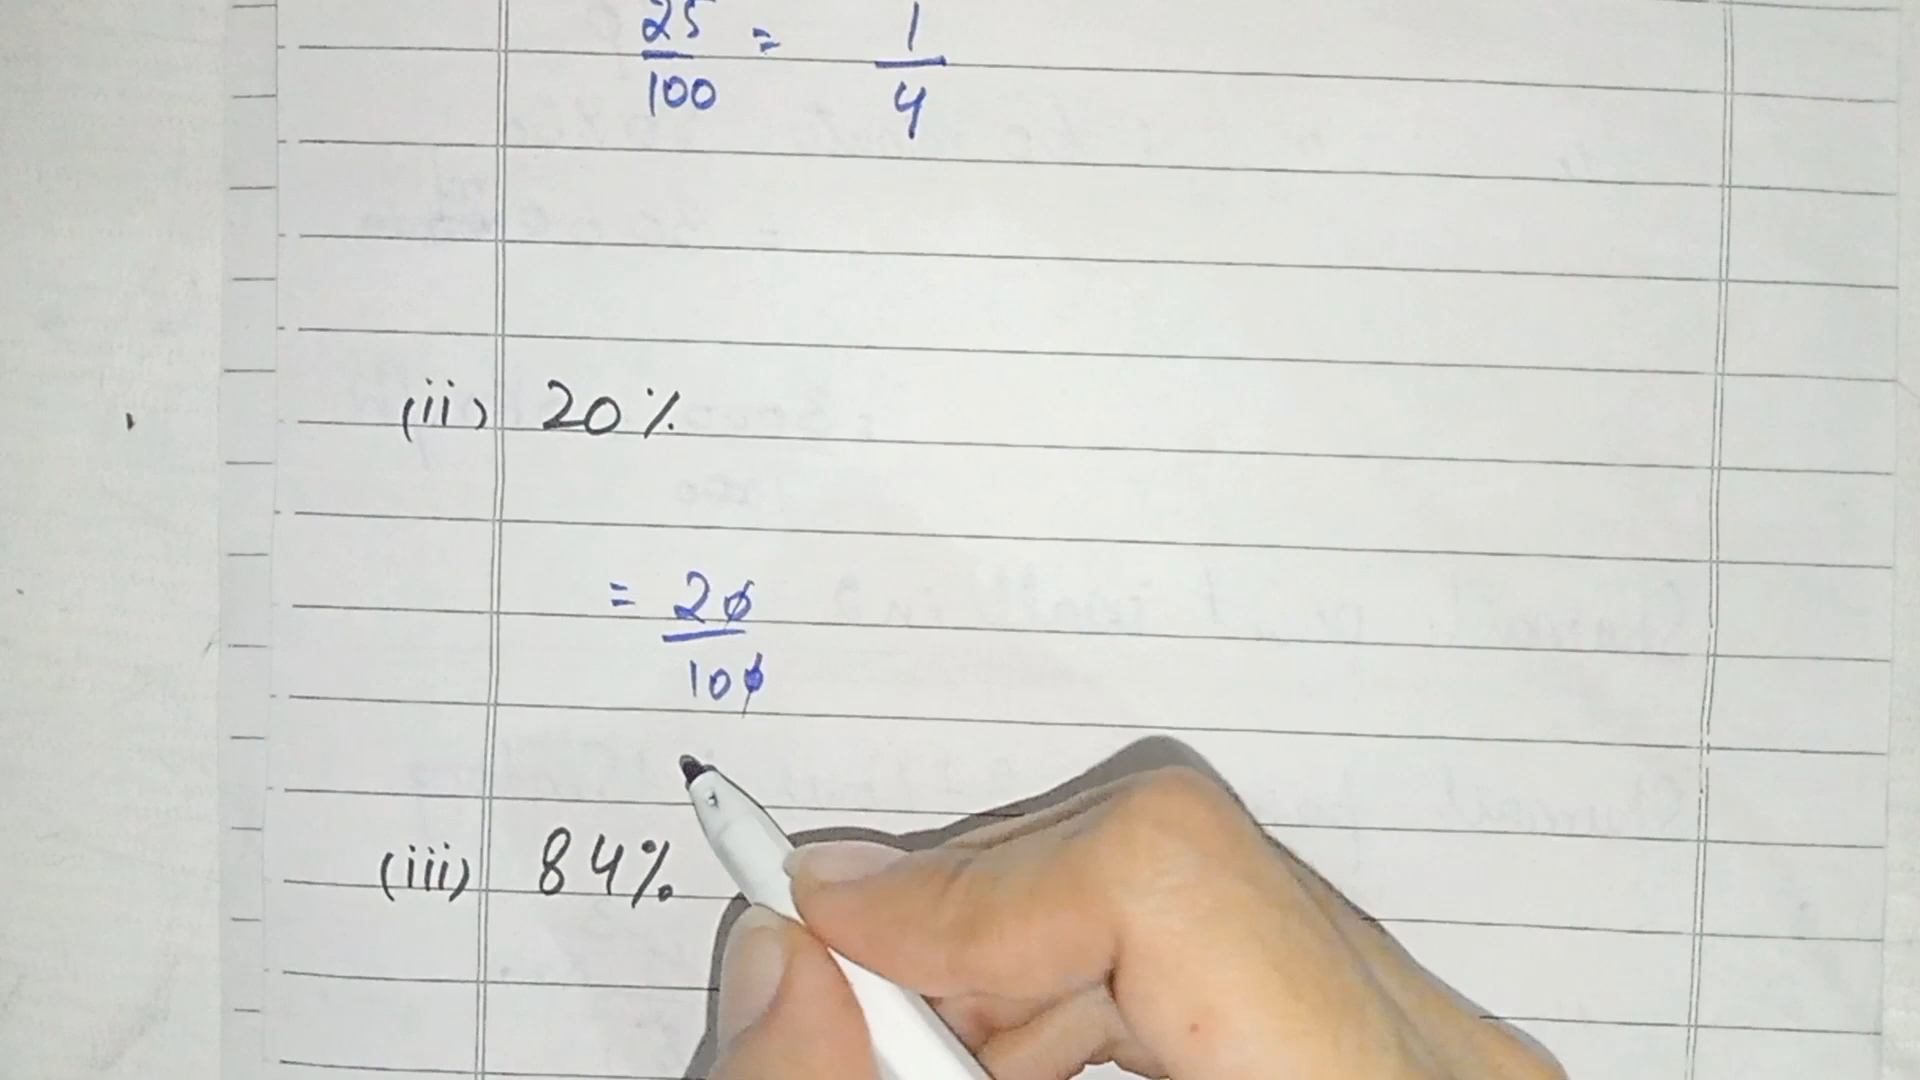 25/100 = 1/4
(ii) 20%
= 20/100
(iii) 84%